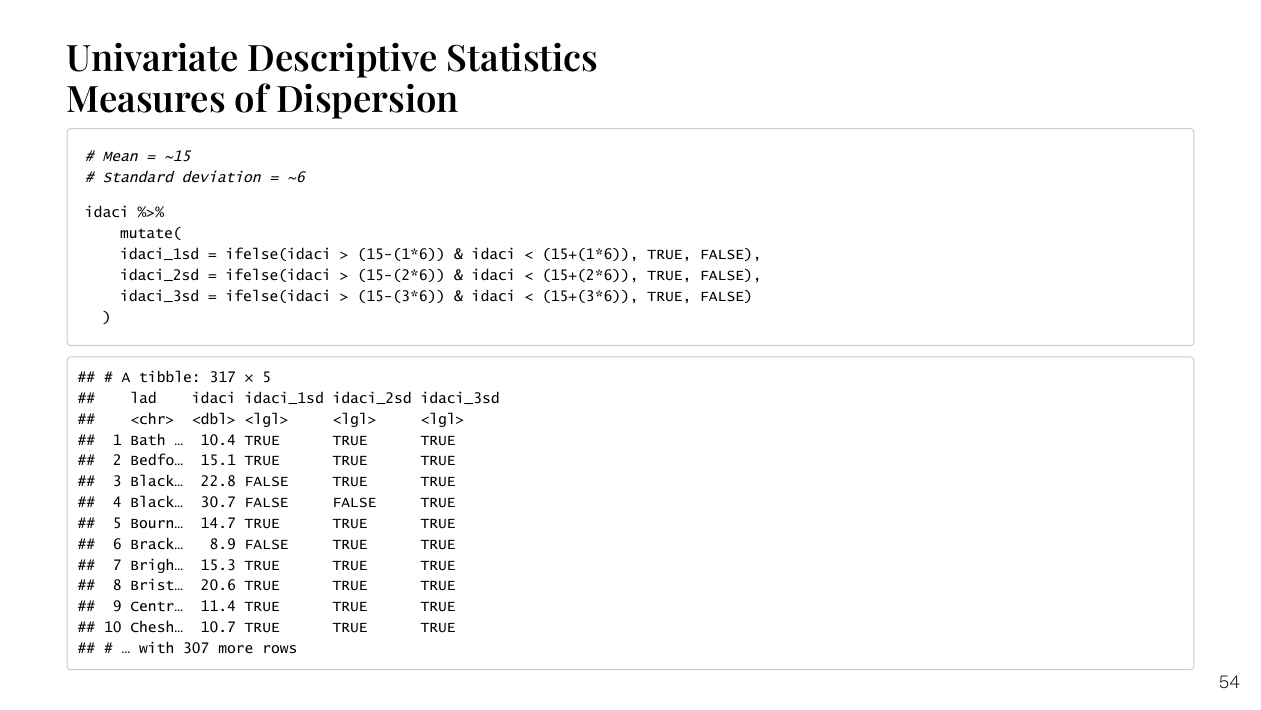 Univariate Descriptive Statistics
Measures of Dispersion
# Mean = ~15
# Standard deviation = ~6
idaci %>%
    mutate(
    idaci_1sd = ifelse(idaci > (15-(1*6)) & idaci < (15+(1*6)), TRUE, FALSE),
    idaci_2sd = ifelse(idaci > (15-(2*6)) & idaci < (15+(2*6)), TRUE, FALSE),
    idaci_3sd = ifelse(idaci > (15-(3*6)) & idaci < (15+(3*6)), TRUE, FALSE)
  )
## # A tibble: 317 × 5
##    lad    idaci idaci_1sd idaci_2sd idaci_3sd
##    <chr>  <dbl> <lgl>     <lgl>     <lgl>
##  1 Bath …  10.4 TRUE      TRUE      TRUE
##  2 Bedfo…  15.1 TRUE      TRUE      TRUE
##  3 Black…  22.8 FALSE     TRUE      TRUE
##  4 Black…  30.7 FALSE     FALSE     TRUE
##  5 Bourn…  14.7 TRUE      TRUE      TRUE
##  6 Brack…   8.9 FALSE     TRUE      TRUE
##  7 Brigh…  15.3 TRUE      TRUE      TRUE
##  8 Brist…  20.6 TRUE      TRUE      TRUE
##  9 Centr…  11.4 TRUE      TRUE      TRUE
## 10 Chesh…  10.7 TRUE      TRUE      TRUE
## # … with 307 more rows
54